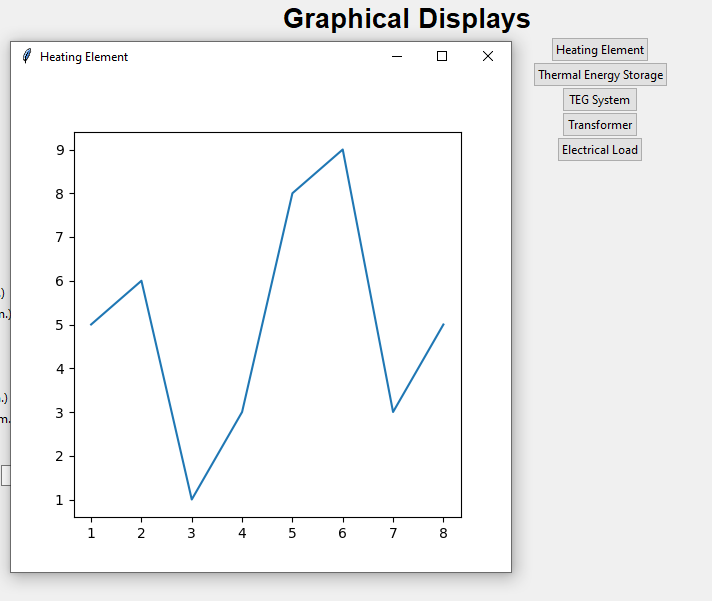 Graphical Displays
Heating Element
Heating Element
Thermal Energy Storage
TEG System
Transformer
Electrical Load
9
8
7
6
5
4
3
2
1
1 2 3 4 5 6 7 8
.)
m.)
.)
m.